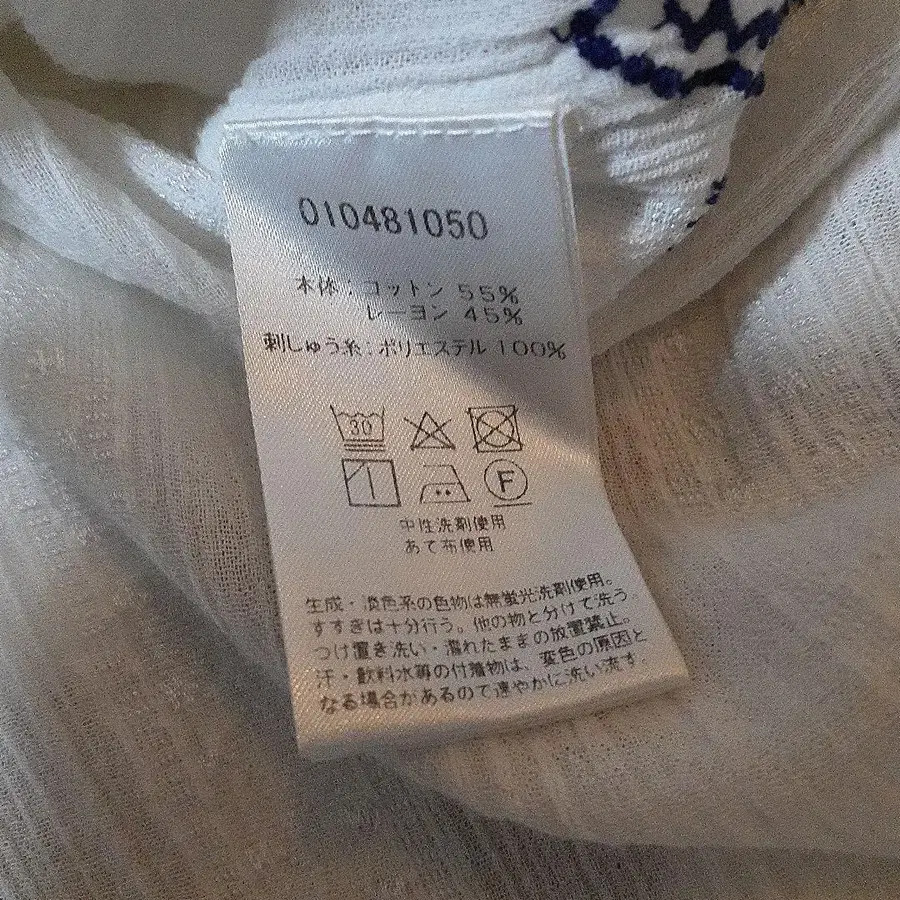 010481050
本体：コットン 55%
レーヨン 45%
刺しゅう糸：ポリエステル 100%
30
F
中性洗剤使用
あて布使用
生成・淡色系の色物は無蛍光洗剤使用。
すすぎは十分行う。他の物と分けて洗う。
つけ置き洗い・濡れたままの放置禁止。
汗・飲料水等の付着物は、変色の原因と
なる場合があるので速やかに洗い流す